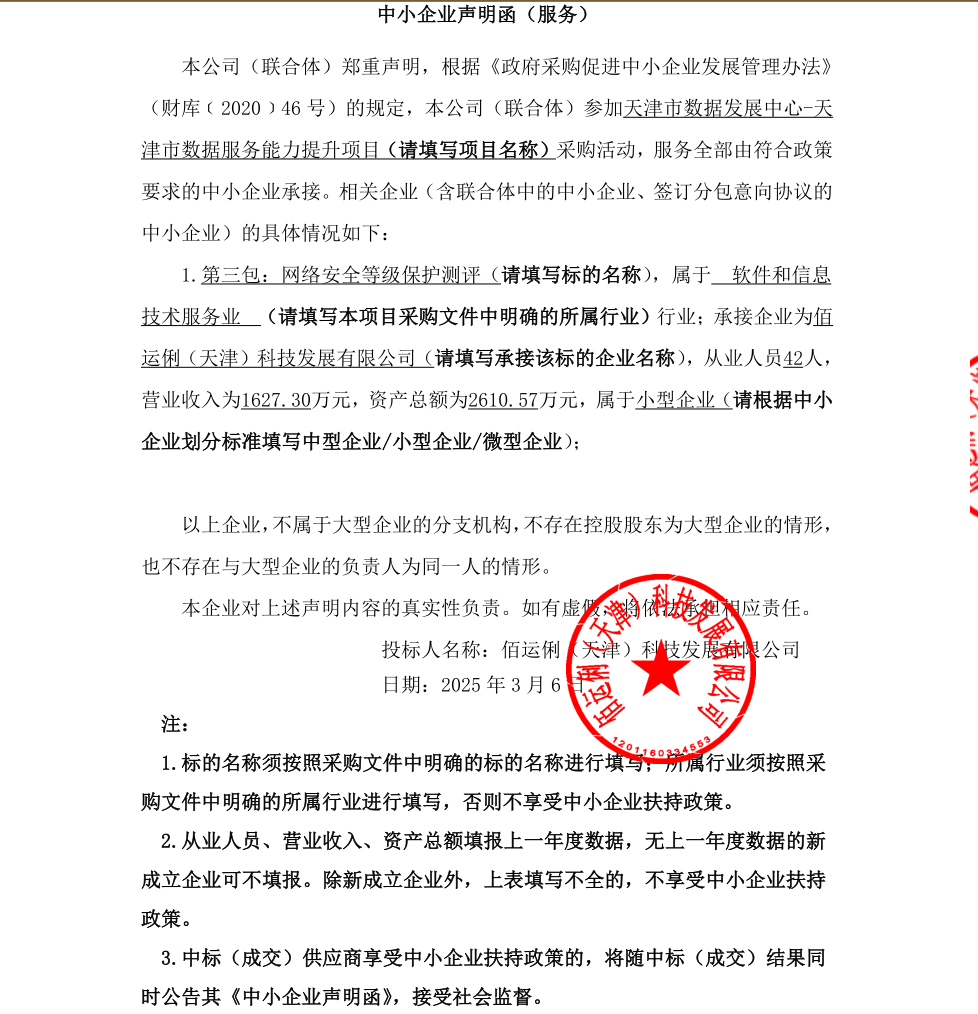 中小企业声明函（服务）
本公司（联合体）郑重声明，根据《政府采购促进中小企业发展管理办法》
（财库﹝2020﹞46 号）的规定，本公司（联合体）参加天津市数据发展中心-天
津市数据服务能力提升项目（请填写项目名称）采购活动，服务全部由符合政策
要求的中小企业承接。相关企业（含联合体中的中小企业、签订分包意向协议的
中小企业）的具体情况如下：
1.第三包：网络安全等级保护测评（请填写标的名称），属于 软件和信息
技术服务业 （请填写本项目采购文件中明确的所属行业）行业；承接企业为佰
运俐（天津）科技发展有限公司（请填写承接该标的企业名称），从业人员42人，
营业收入为1627.30万元，资产总额为2610.57万元，属于小型企业（请根据中小
企业划分标准填写中型企业/小型企业/微型企业）；
以上企业，不属于大型企业的分支机构，不存在控股股东为大型企业的情形，
也不存在与大型企业的负责人为同一人的情形。
本企业对上述声明内容的真实性负责。如有虚假，将依法承担相应责任。
投标人名称：佰运俐（天津）科技发展有限公司
日期：2025 年 3 月 6 日
佰运俐（天津）科技发展有限公司
1201160334553
注：
1.标的名称须按照采购文件中明确的标的名称进行填写；所属行业须按照采
购文件中明确的所属行业进行填写，否则不享受中小企业扶持政策。
2.从业人员、营业收入、资产总额填报上一年度数据，无上一年度数据的新
成立企业可不填报。除新成立企业外，上表填写不全的，不享受中小企业扶持
政策。
3.中标（成交）供应商享受中小企业扶持政策的，将随中标（成交）结果同
时公告其《中小企业声明函》，接受社会监督。